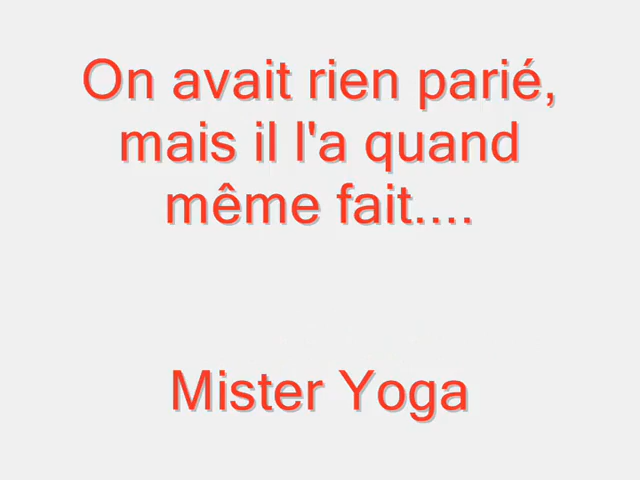 On avait rien parié,
mais il l'a quand
même fait....
Mister Yoga